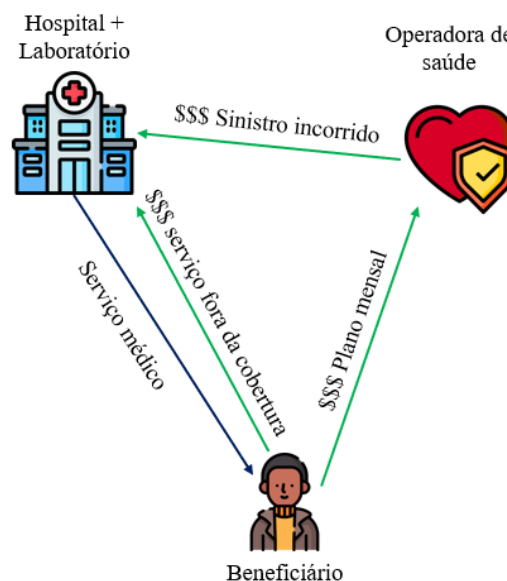 Hospital +
Laboratório
Operadora de
saúde
$$$ Sinistro incorrido
$$$ serviço fora da cobertura
Serviço médico
$$$ Plano mensal
Beneficiário